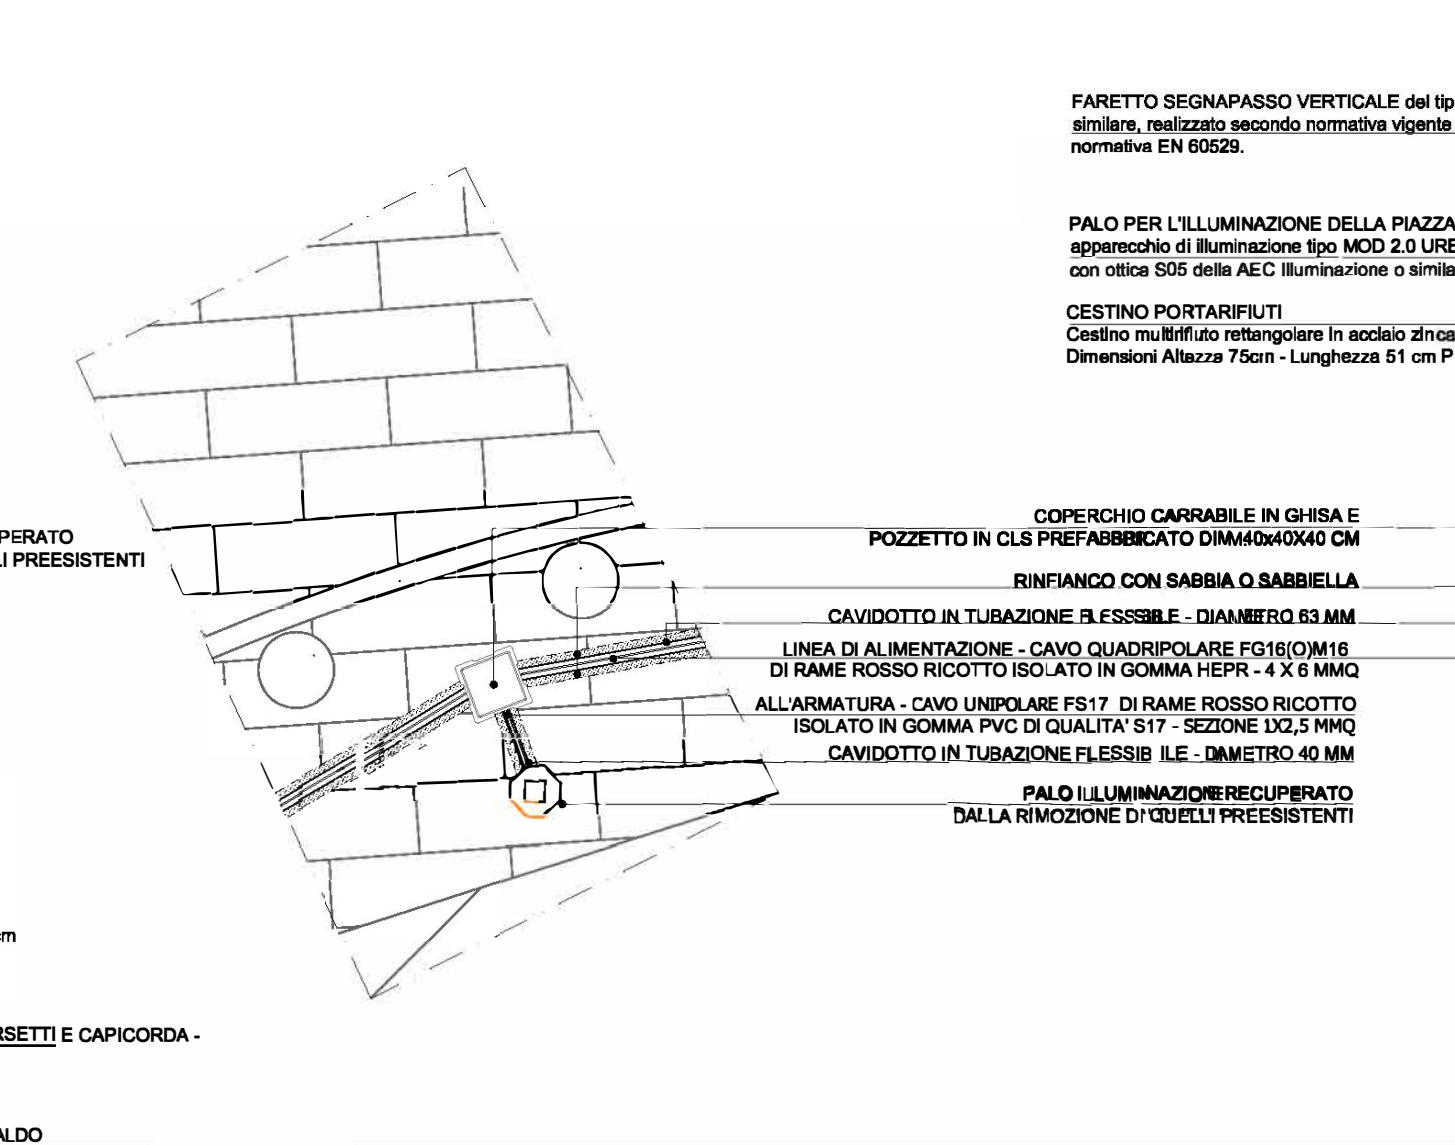 FARETTO SEGNAPASSO VERTICALE del tip
similare, realizzato secondo normativa vigente
normativa EN 60529.
PALO PER L'ILLUMINAZIONE DELLA PIAZZA
apparecchio di illuminazione tipo MOD 2.0 URE
con ottica S05 della AEC Illuminazione o simila
CESTINO PORTARIFIUTI
Cestino multirifiuto rettangolare in acciaio zinca
Dimensioni Altezza 75cm - Lunghezza 51 cm P
COPERCHIO CARRABILE IN GHISA E
POZZETTO IN CLS PREFABBRICATO DIM.40x40X40 CM
PERATO
LI PREESISTENTI
RINFIANCO CON SABBIA O SABBIELLA
CAVIDOTTO IN TUBAZIONE FLESSIBILE - DIAMETRO 63 MM
LINEA DI ALIMENTAZIONE - CAVO QUADRIPOLARE FG16(O)M16
DI RAME ROSSO RICOTTO ISOLATO IN GOMMA HEPR - 4 X 6 MMQ
ALL'ARMATURA - CAVO UNIPOLARE FS17 DI RAME ROSSO RICOTTO
ISOLATO IN GOMMA PVC DI QUALITA' S17 - SEZIONE 1X2,5 MMQ
CAVIDOTTO IN TUBAZIONE FLESSIBILE - DIAMETRO 40 MM
PALO ILLUMINAZIONE RECUPERATO
DALLA RIMOZIONE DI QUELLI PREESISTENTI
cm
RSETTI E CAPICORDA -
ALDO